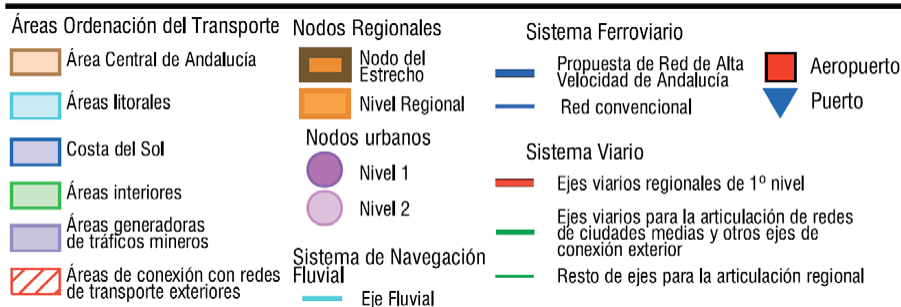 Áreas Ordenación del Transporte
Área Central de Andalucía
Áreas litorales
Costa del Sol
Áreas interiores
Áreas generadoras
de tráficos mineros
Áreas de conexión con redes
de transporte exteriores
Nodos Regionales
Nodo del
Estrecho
Nivel Regional
Nodos urbanos
Nivel 1
Nivel 2
Sistema de Navegación
Fluvial
Eje Fluvial
Sistema Ferroviario
Propuesta de Red de Alta
Velocidad de Andalucía
Red convencional
Sistema Viario
Ejes viarios regionales de 1º nivel
Ejes viarios para la articulación de redes
de ciudades medias y otros ejes de
conexión exterior
Resto de ejes para la articulación regional
Aeropuerto
Puerto